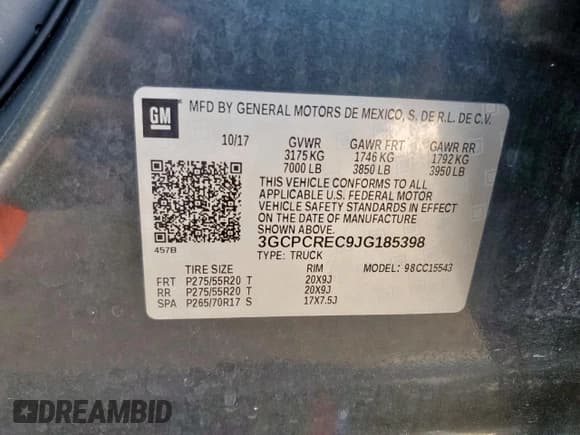 GM
MFD BY GENERAL MOTORS DE MEXICO, S. DE R.L. DE C.V.
10/17 GVWR GAWR FRT GAWR RR
3175 KG 1746 KG 1792 KG
7000 LB 3850 LB 3950 LB
THIS VEHICLE CONFORMS TO ALL
APPLICABLE U.S. FEDERAL MOTOR
VEHICLE SAFETY STANDARDS IN EFFECT
ON THE DATE OF MANUFACTURE
SHOWN ABOVE.
3GCPCREC9JG185398
457B
TYPE: TRUCK MODEL: 98CC15543
TIRE SIZE RIM
FRT P275/55R20 T 20X9J
RR P275/55R20 T 20X9J
SPA P265/70R17 S 17X7.5J
DREAMBID